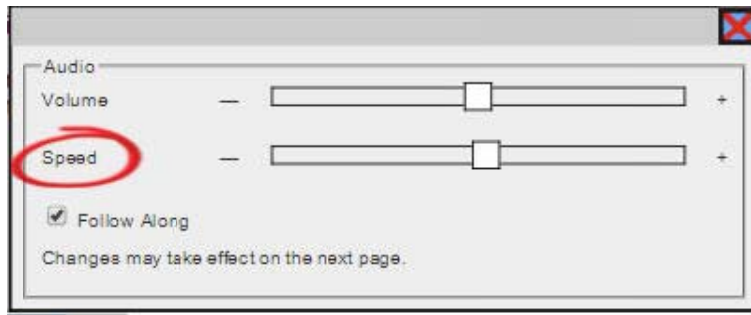 Audio
Volume — +
Speed — +
Follow Along
Changes may take effect on the next page.